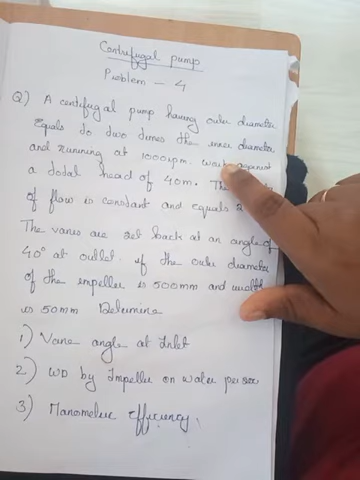 Centrifugal pump
Problem - 4
Q) A centifugal pump having outer diameter
equals to two times the inner diameter
and running at 1000rpm. Works against
a total head of 40m. The
of flow is constant and equals 2
The vanes are set back at an angle of
40° at outlet. if the outer diameter
of the impeller is 500mm and width
is 50mm Determine
1) Vane angle at Inlet
2) WD by Impeller on water per sec
3) Manometric efficiency.